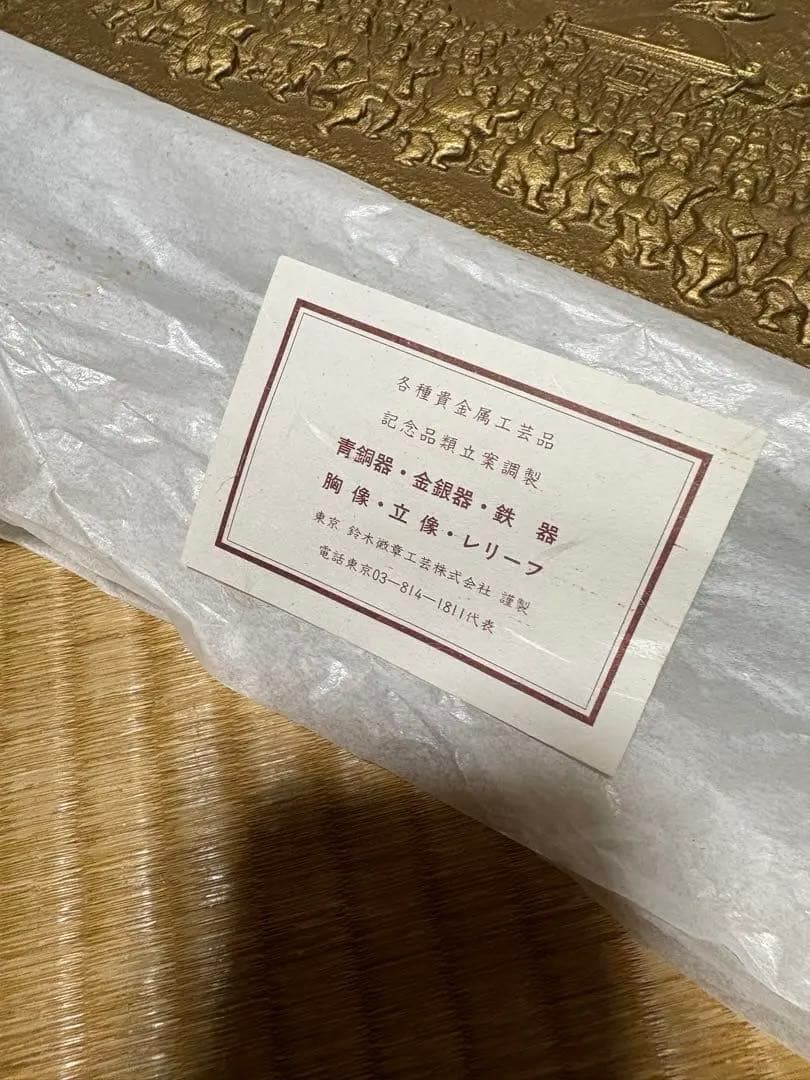 各種貴金属工芸品
記念品類立案調製
青銅器・金銀器・鉄器
胸像・立像・レリーフ
東京 鈴木徽章工芸株式会社 謹製
電話東京03-814-1811代表